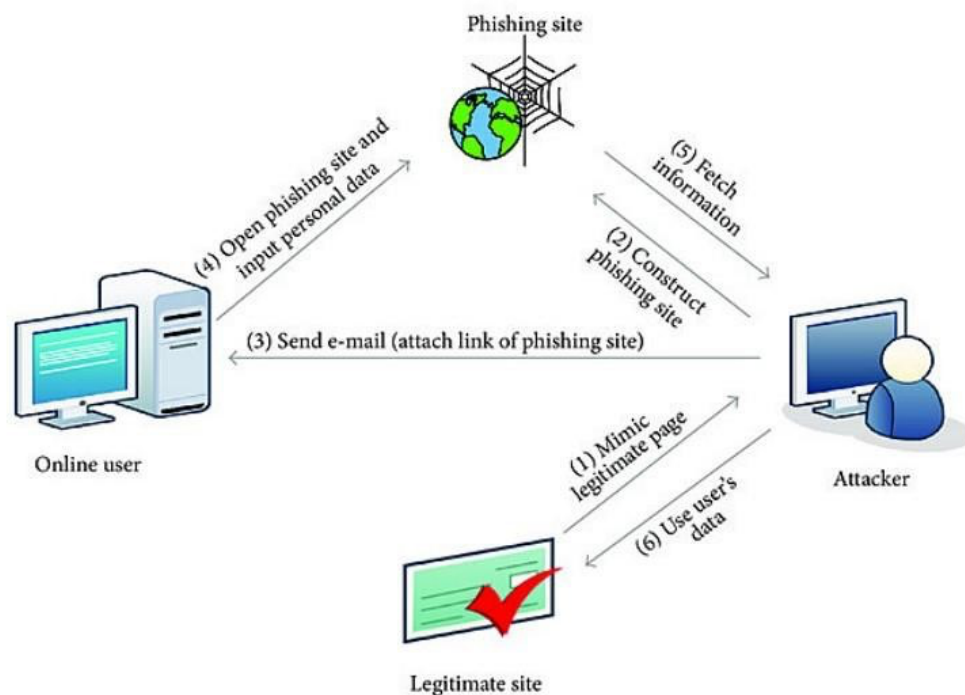 Phishing site
(5) Fetch
information
(4) Open phishing site and
input personal data
(2) Construct
phishing site
(3) Send e-mail (attach link of phishing site)
Online user
(1) Mimic
legitimate page
Attacker
(6) Use user's
data
Legitimate site